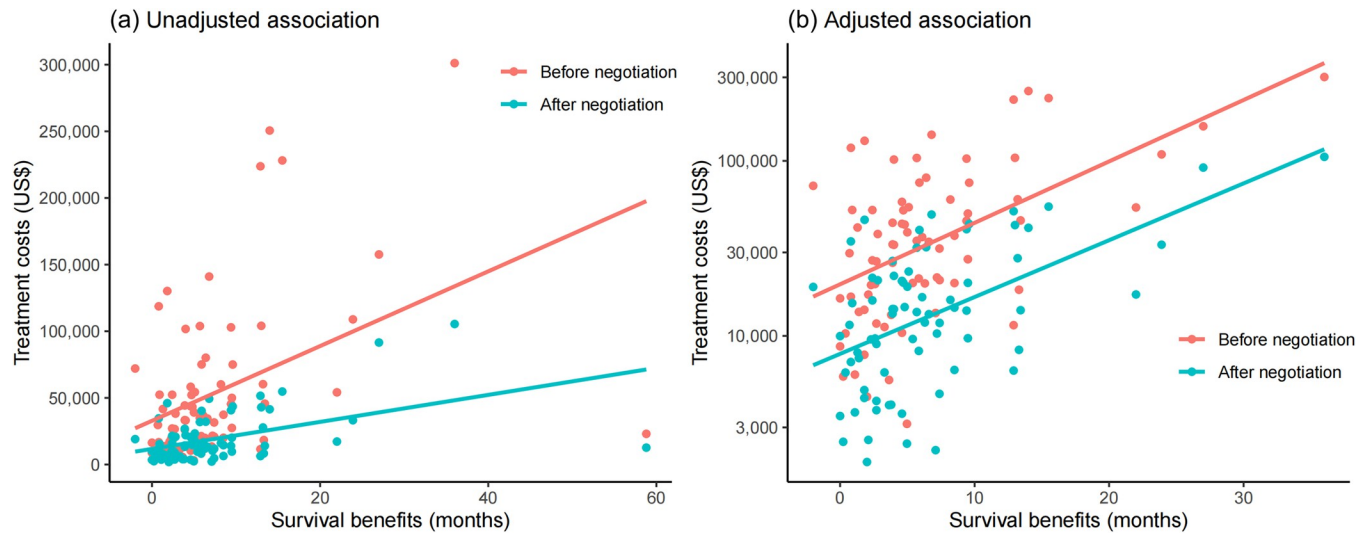 (a) Unadjusted association
300,000
250,000
200,000
150,000
100,000
50,000
0
Treatment costs (US$)
Before negotiation
After negotiation
0
20
40
60
Survival benefits (months)
(b) Adjusted association
300,000
100,000
30,000
10,000
3,000
Treatment costs (US$)
Before negotiation
After negotiation
0
10
20
30
Survival benefits (months)